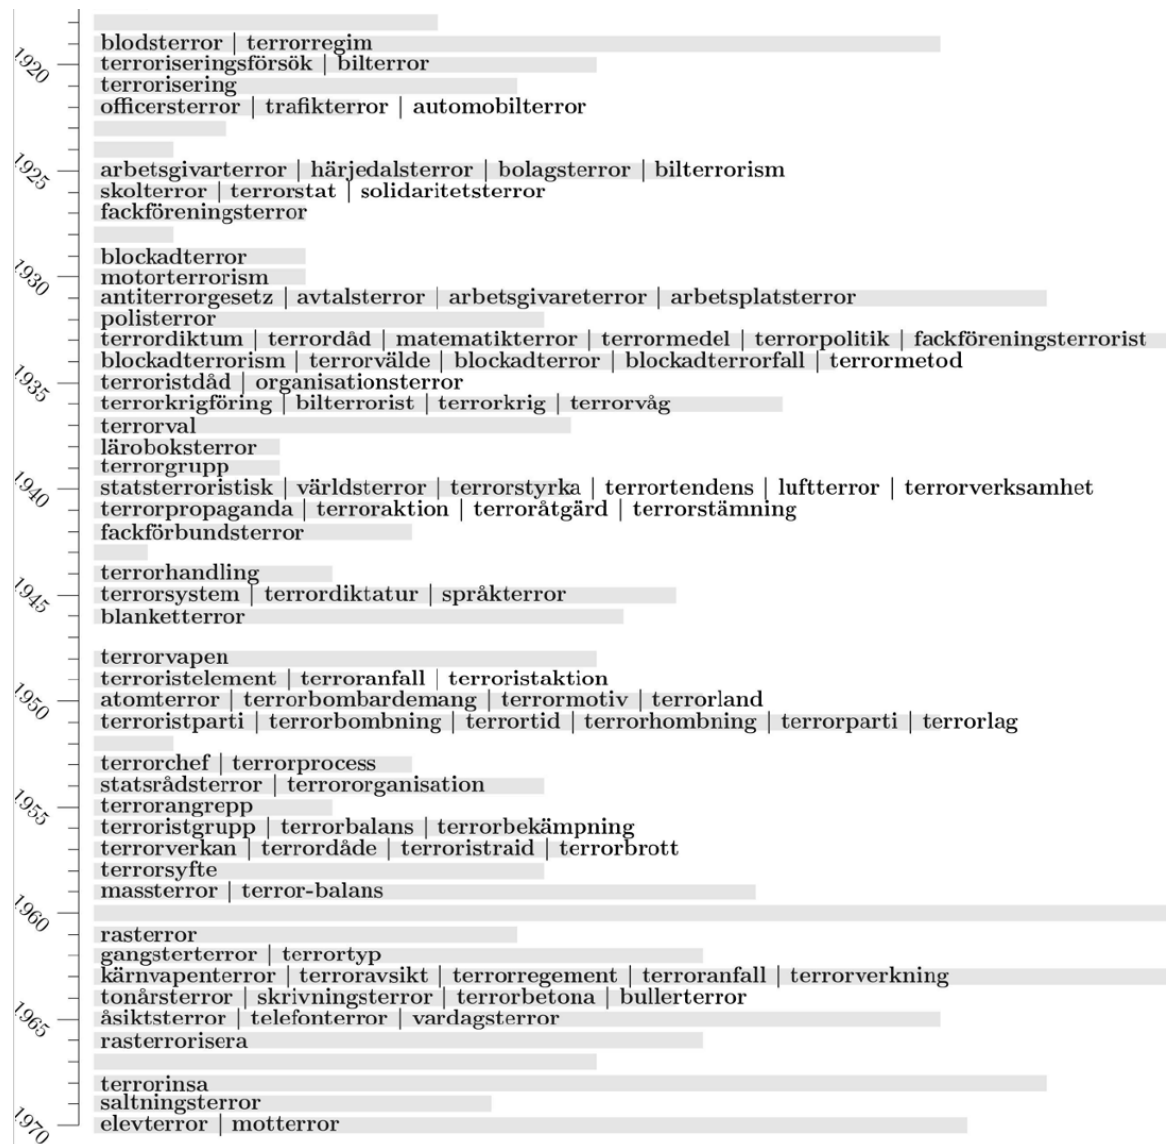 blodsterror | terrorregim
1920
terroriseringsförsök | bilterror
terrorisering
officersterror | trafikterror | automobilterror
1925
arbetsgivarterror | härjedalsterror | bolagsterror | bilterrorism
skolterror | terrorstat | solidaritetsterror
fackföreningsterror
blockadterror
1930
motorterrorism
antiterrorgesetz | avtalsterror | arbetsgivareterror | arbetsplatsterror
polisterror
terrordiktum | terrordåd | matematikterror | terrormedel | terrorpolitik | fackföreningsterrorist
blockadterrorism | terrorvälde | blockadterror | blockadterrorfall | terrormetod
1935
terroristdåd | organisationsterror
terrorkrigföring | bilterrorist | terrorkrig | terrorvåg
terrorval
läroboksterror
terrorgrupp
1940
statsterroristisk | världsterror | terrorstyrka | terrortendens | luftterror | terrorverksamhet
terrorpropaganda | terroraktion | terroråtgärd | terrorstämning
fackförbundsterror
terrorhandling
1945
terrorsystem | terrordiktatur | språkterror
blanketterror
terrorvapen
terroristelement | terroranfall | terroristaktion
1950
atomterror | terrorbombardemang | terrormotiv | terrorland
terroristparti | terrorbombning | terrortid | terrorhombning | terrorparti | terrorlag
terrorchef | terrorprocess
statsrådsterror | terrororganisation
1955
terrorangrepp
terroristgrupp | terrorbalans | terrorbekämpning
terrorverkan | terrordåde | terroristraid | terrorbrott
terrorsyfte
massterror | terror-balans
1960
rasterror
gangsterterror | terrortyp
kärnvapenterror | terroravsikt | terrorregement | terroranfall | terrorverkning
tonårsterror | skrivningsterror | terrorbetona | bullerterror
1965
åsiktsterror | telefonterror | vardagsterror
rasterrorisera
terrorinsa
saltningsterror
1970
elevterror | motterror